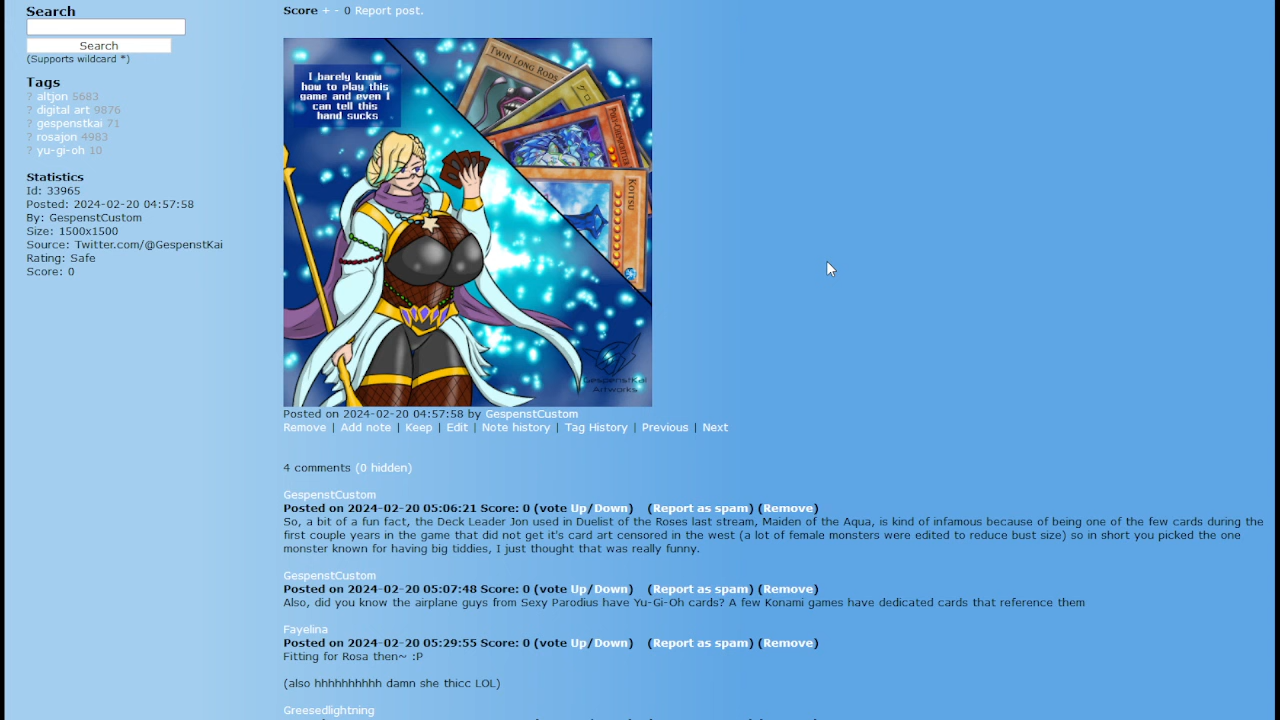 Search
Search
(Supports wildcard *)
Tags
? altjon 5683
? digital art 9876
? gespenstkai 71
? rosajon 4983
? yu-gi-oh 10
Statistics
Id: 33965
Posted: 2024-02-20 04:57:58
By: GespenstCustom
Size: 1500x1500
Source: Twitter.com/@GespenstKai
Rating: Safe
Score: 0
Score + - 0 Report post.
I barely know
how to play this
game and even I
can tell this
hand sucks
Twin Long Rods
Psychic Kappa
Koitsu
GespenstKai
Artworks
Posted on 2024-02-20 04:57:58 by GespenstCustom
Remove | Add note | Keep | Edit | Note history | Tag History | Previous | Next
4 comments (0 hidden)
GespenstCustom
Posted on 2024-02-20 05:06:21 Score: 0 (vote Up/Down) (Report as spam) (Remove)
So, a bit of a fun fact, the Deck Leader Jon used in Duelist of the Roses last stream, Maiden of the Aqua, is kind of infamous because of being one of the few cards during the
first couple years in the game that did not get it's card art censored in the west (a lot of female monsters were edited to reduce bust size) so in short you picked the one
monster known for having big tiddies, I just thought that was really funny.
GespenstCustom
Posted on 2024-02-20 05:07:48 Score: 0 (vote Up/Down) (Report as spam) (Remove)
Also, did you know the airplane guys from Sexy Parodius have Yu-Gi-Oh cards? A few Konami games have dedicated cards that reference them
Fayelina
Posted on 2024-02-20 05:29:55 Score: 0 (vote Up/Down) (Report as spam) (Remove)
Fitting for Rosa then~ :P
(also hhhhhhhhhh damn she thicc LOL)
Greesedlightning